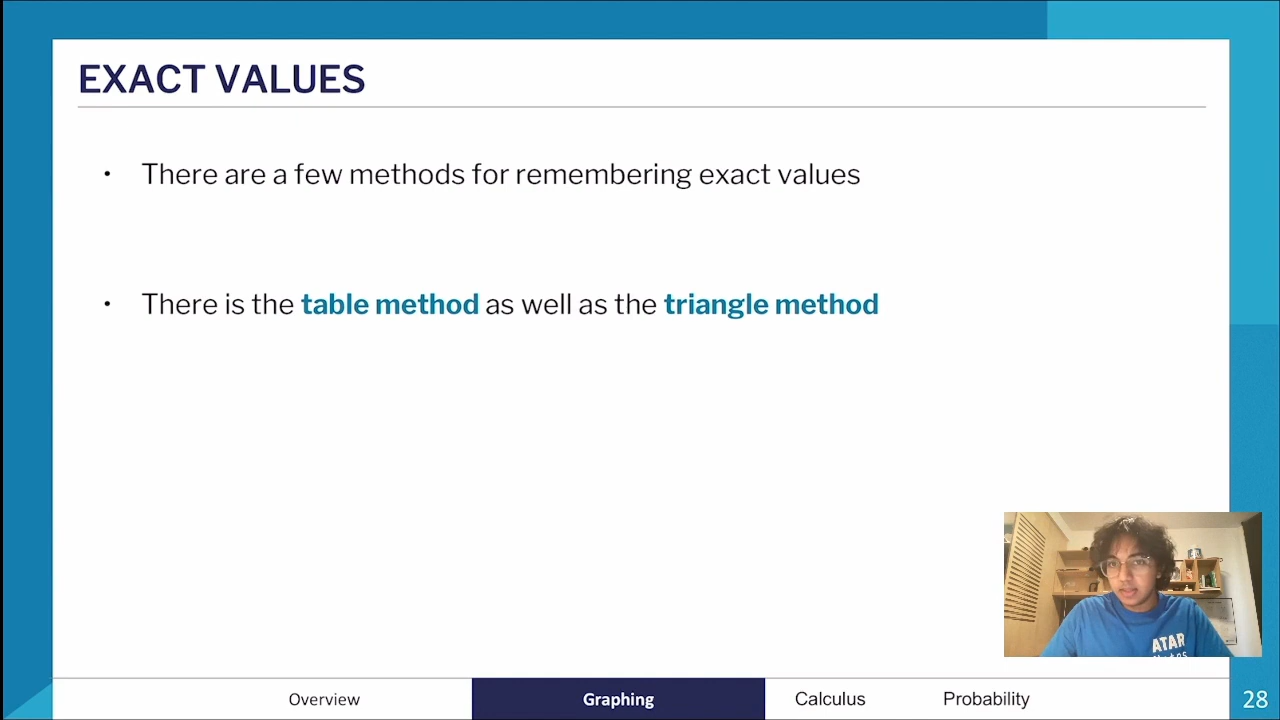 EXACT VALUES
• There are a few methods for remembering exact values
• There is the table method as well as the triangle method
ATAR
Overview
Graphing
Calculus
Probability
28